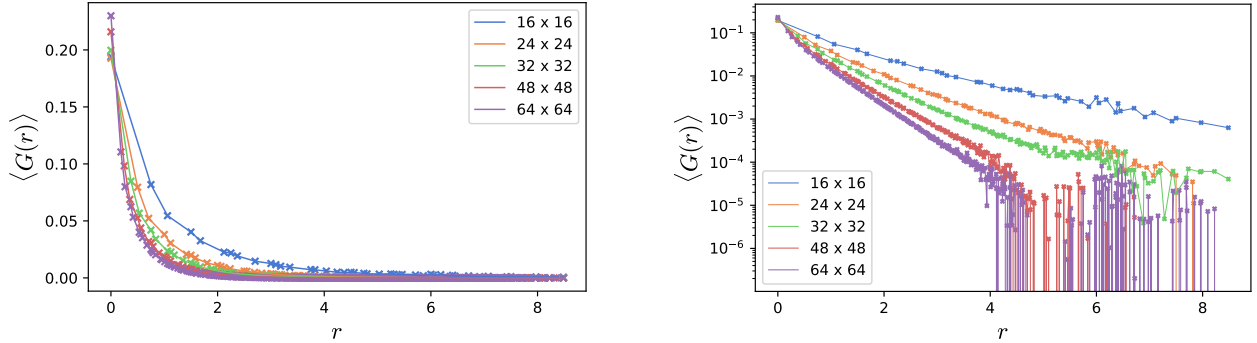 ⟨G(r)⟩
0.20
0.15
0.10
0.05
0.00
16 x 16
24 x 24
32 x 32
48 x 48
64 x 64
0 2 4 6 8
r
⟨G(r)⟩
10⁻¹
10⁻²
10⁻³
10⁻⁴
10⁻⁵
10⁻⁶
16 x 16
24 x 24
32 x 32
48 x 48
64 x 64
0 2 4 6 8
r